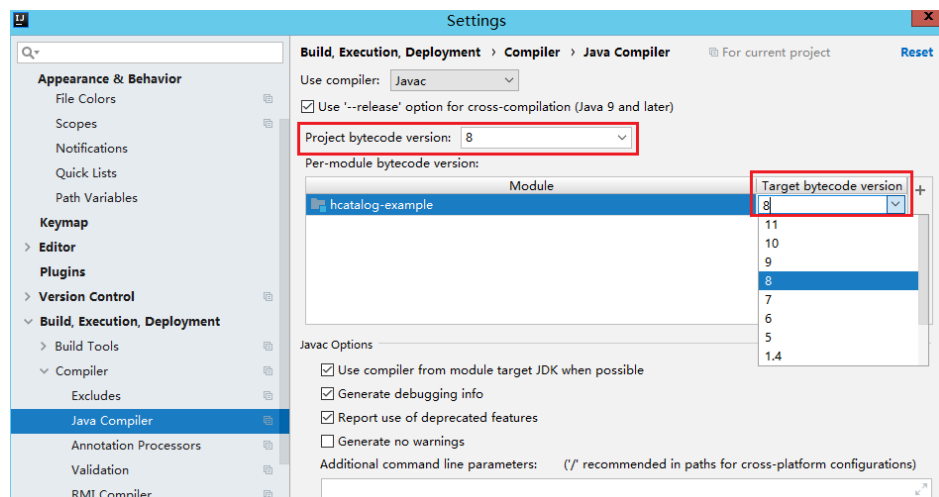 Settings
Appearance & Behavior
File Colors
Scopes
Notifications
Quick Lists
Path Variables
Keymap
Editor
Plugins
Version Control
Build, Execution, Deployment
Build Tools
Compiler
Excludes
Java Compiler
Annotation Processors
Validation
RMI Compiler
Build, Execution, Deployment › Compiler › Java Compiler For current project Reset
Use compiler: Javac
Use '--release' option for cross-compilation (Java 9 and later)
Project bytecode version: 8
Per-module bytecode version:
Module Target bytecode version
hcatalog-example 8
11
10
9
8
7
6
5
1.4
Javac Options
Use compiler from module target JDK when possible
Generate debugging info
Report use of deprecated features
Generate no warnings
Additional command line parameters: ('/' recommended in paths for cross-platform configurations)